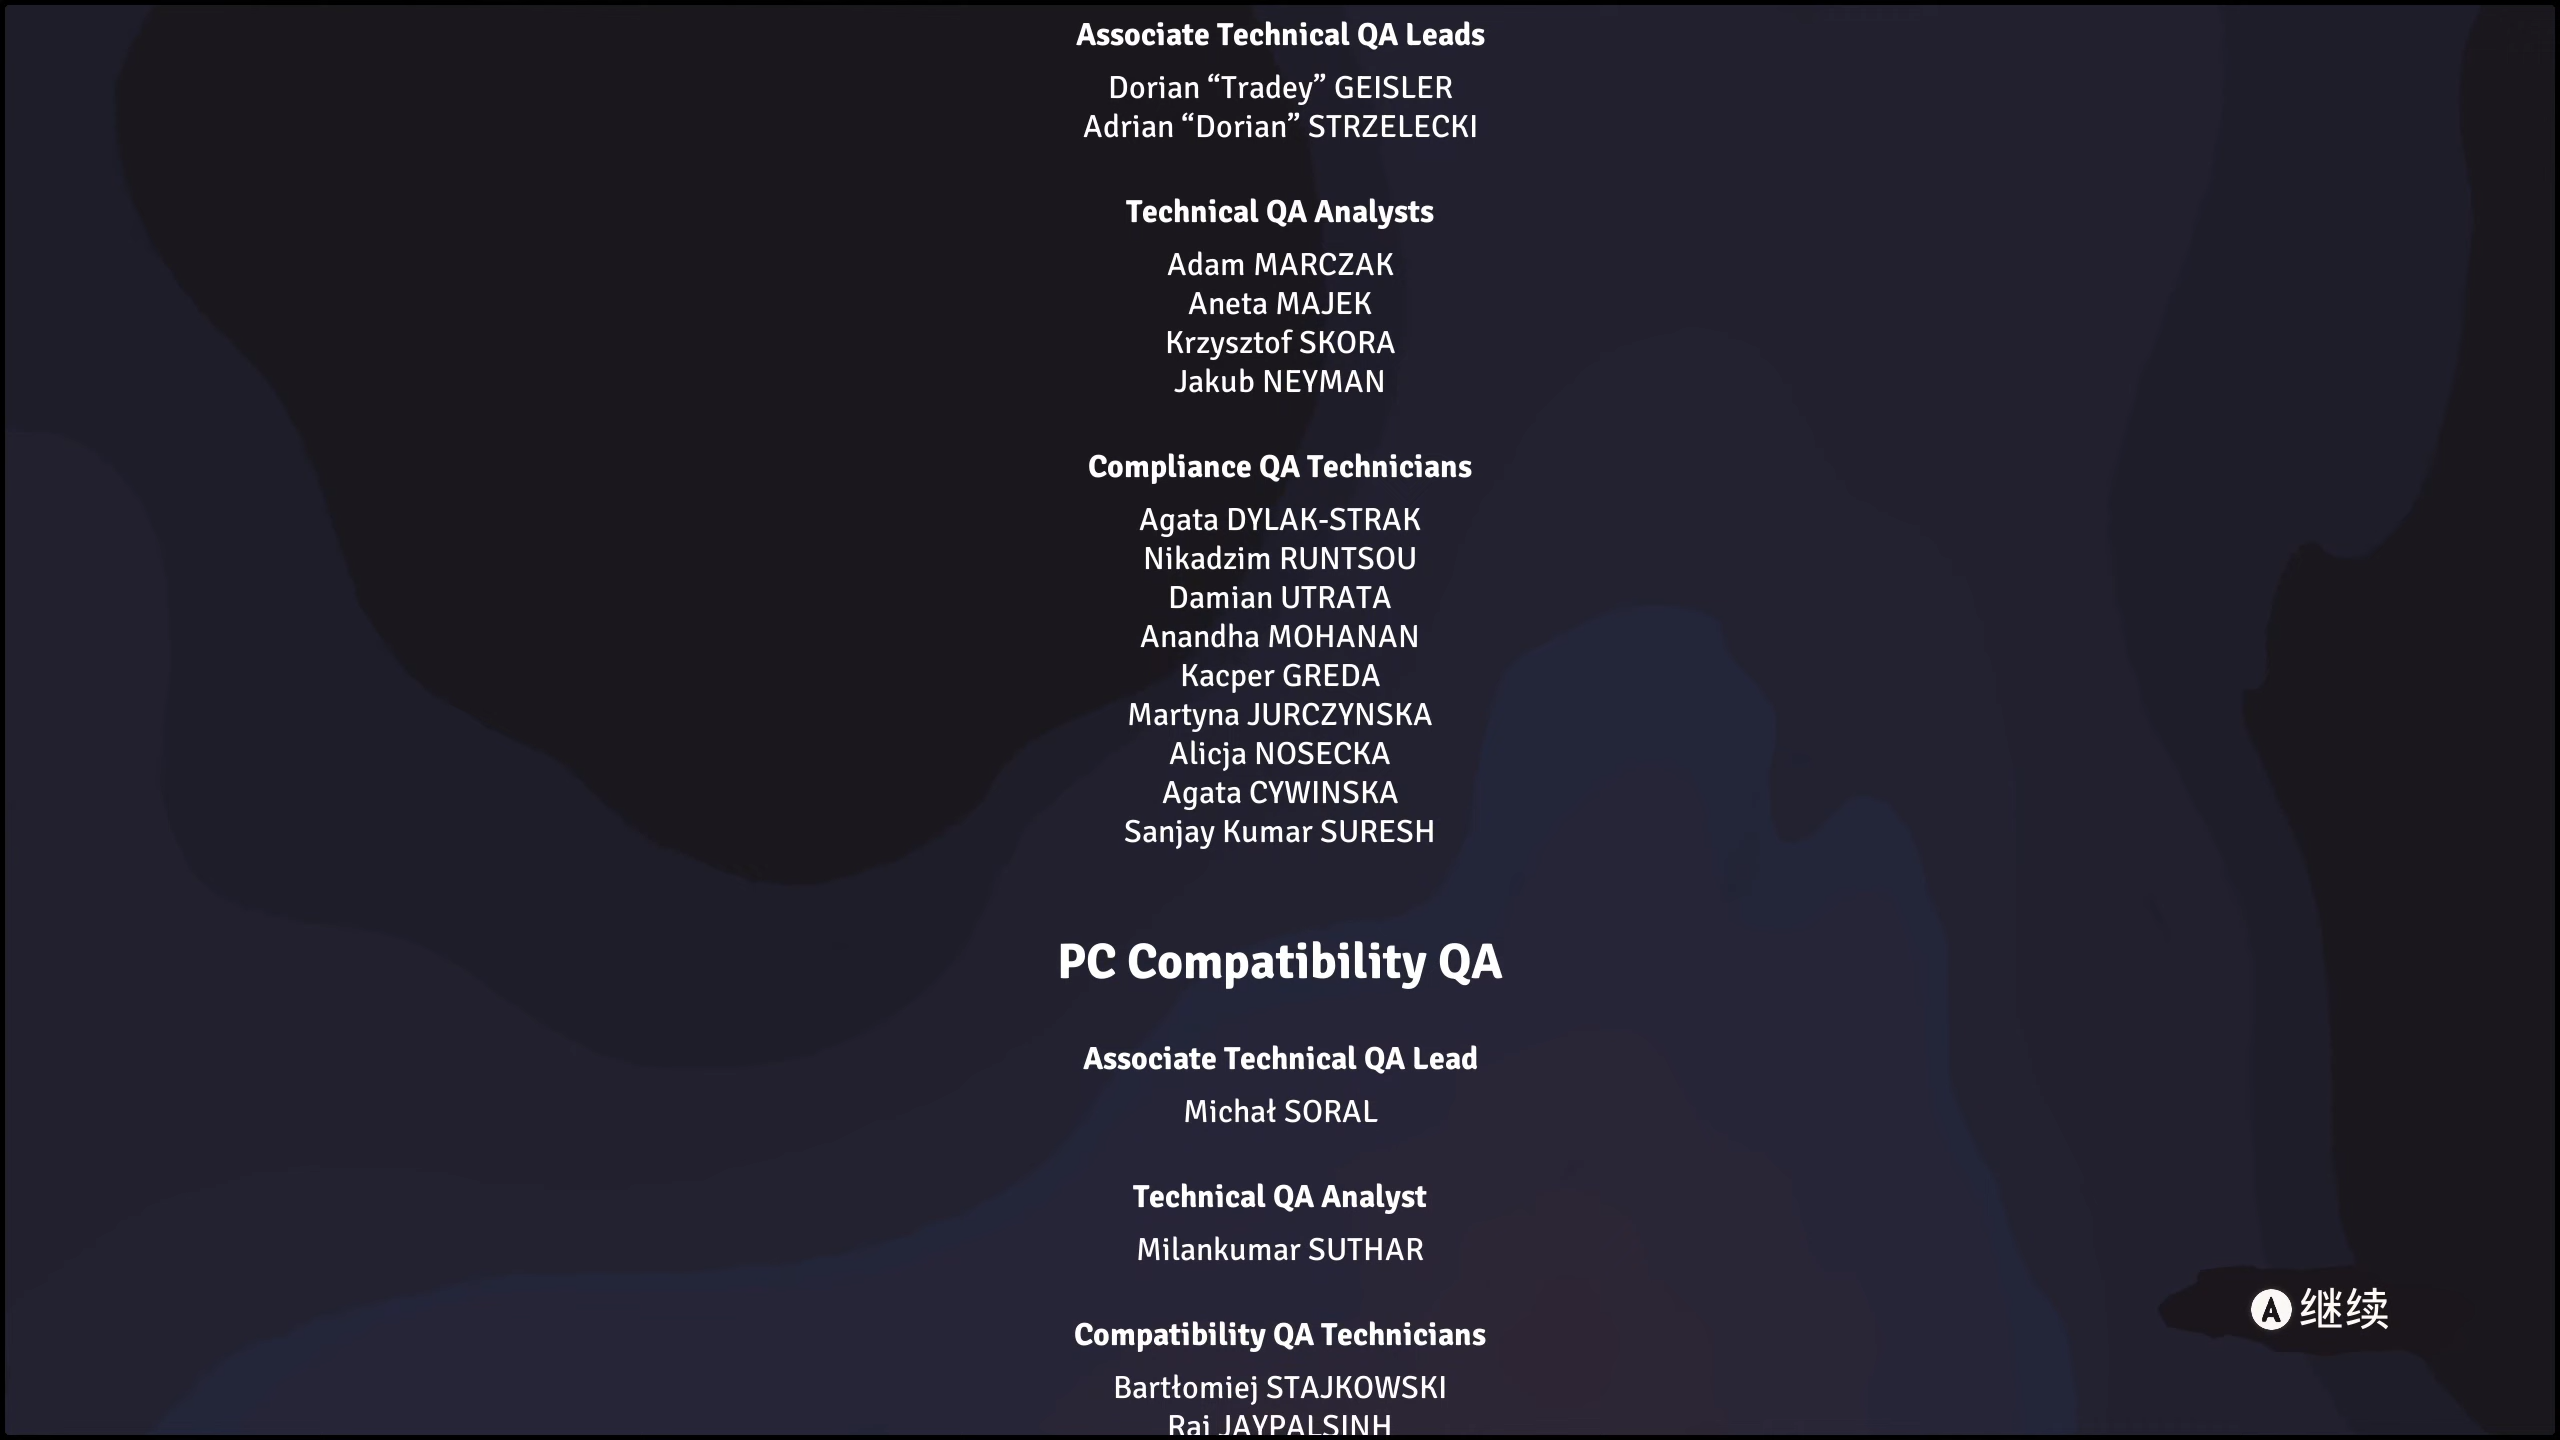 Associate Technical QA Leads
Dorian “Tradey” GEISLER
Adrian “Dorian” STRZELECKI
Technical QA Analysts
Adam MARCZAK
Aneta MAJEK
Krzysztof SKORA
Jakub NEYMAN
Compliance QA Technicians
Agata DYLAK-STRAK
Nikadzim RUNTSOU
Damian UTRATA
Anandha MOHANAN
Kacper GREDA
Martyna JURCZYNSKA
Alicja NOSECKA
Agata CYWINSKA
Sanjay Kumar SURESH
PC Compatibility QA
Associate Technical QA Lead
Michał SORAL
Technical QA Analyst
Milankumar SUTHAR
A 继续
Compatibility QA Technicians
Bartłomiej STAJKOWSKI
Raj JAYPALSINH